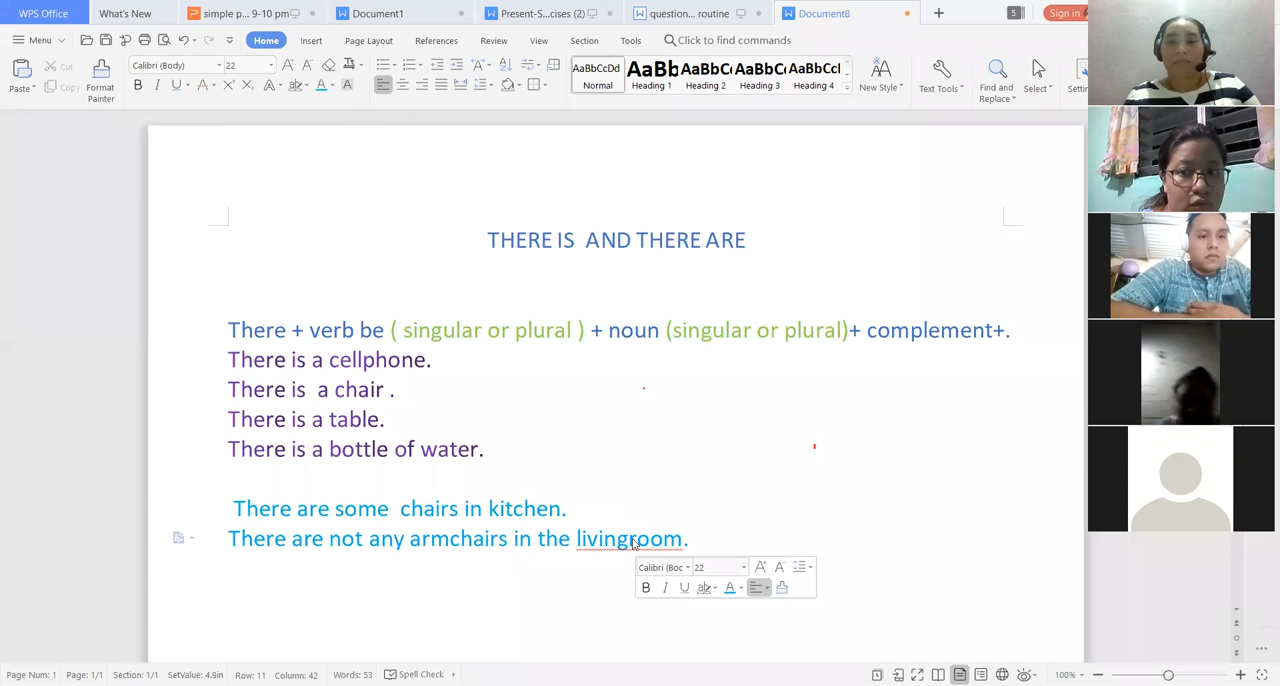 WPS Office What's New simple p... 9-10 pm Document1 Present-S...cises (2) question... routine Document8 + 5 Sign in
Menu Home Insert Page Layout References Review View Section Tools Click to find commands
Paste Cut Copy Format Painter Calibri (Body) 22 AaBbCcDd Normal AaBb Heading 1 AaBbC Heading 2 AaBbC Heading 3 AaBbCcI Heading 4 New Style Text Tools Find and Replace Select
THERE IS AND THERE ARE
There + verb be ( singular or plural ) + noun (singular or plural)+ complement+.
There is a cellphone.
There is a chair .
There is a table.
There is a bottle of water.
There are some chairs in kitchen.
There are not any armchairs in the livingroom.
Calibri (Boc 22
Page Num: 1 Page: 1/1 Section: 1/1 SetValue: 4.9in Row: 11 Column: 42 Words: 53 Spell Check 100%